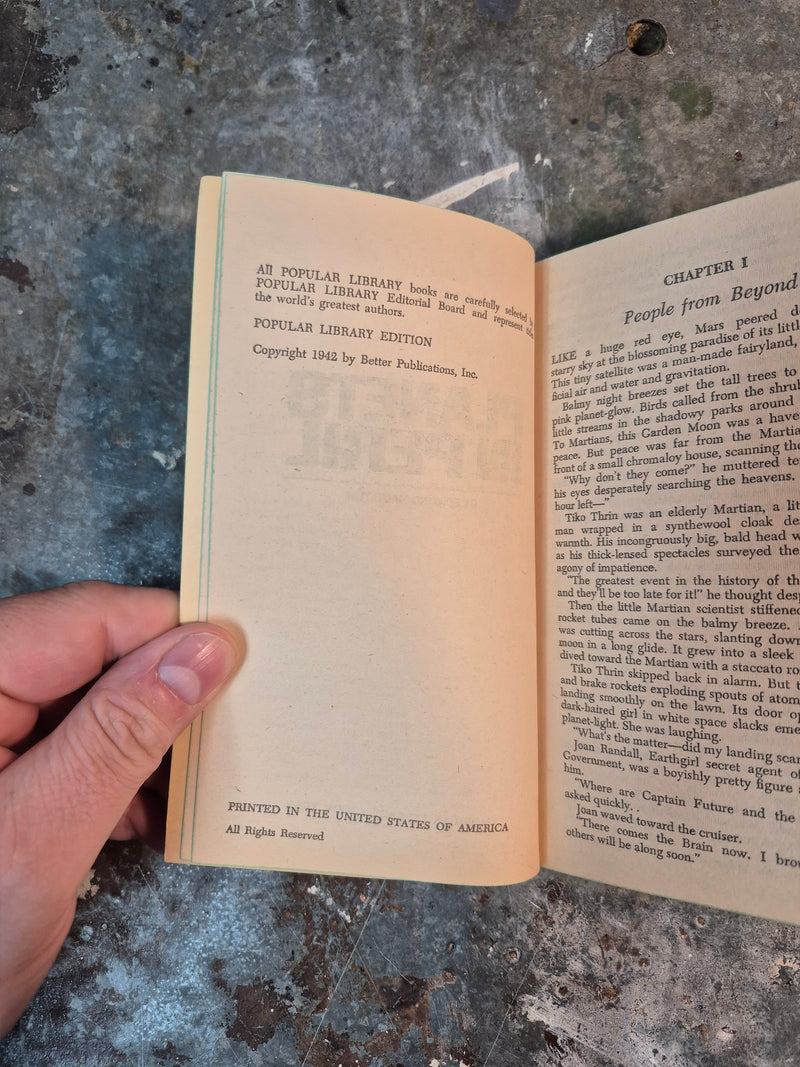 All POPULAR LIBRARY books are carefully selected by
POPULAR LIBRARY Editorial Board and represent
the world's greatest authors.
POPULAR LIBRARY EDITION
Copyright 1942 by Better Publications, Inc.
PRINTED IN THE UNITED STATES OF AMERICA
All Rights Reserved
CHAPTER I
People from Beyond
LIKE a huge red eye, Mars peered
starry sky at the blossoming paradise of its
This tiny satellite was a man-made fairyland,
ficial air and water and gravitation.
Balmy night breezes set the tall trees to
pink planet-glow. Birds called from the
little streams in the shadowy parks around
To Martians, this Garden Moon was a
peace. But peace was far from the
front of a small chromaloy house, scanning
"Why don't they come?" he muttered
his eyes desperately searching the heavens.
hour left—"
Tiko Thrin was an elderly Martian, a
man wrapped in a synthewool cloak
warmth. His incongruously big, bald head
as his thick-lensed spectacles surveyed the
agony of impatience.
"The greatest event in the history of
and they'll be too late for it!" he thought
Then the little Martian scientist stiffened
rocket tubes came on the balmy breeze.
was cutting across the stars, slanting
moon in a long glide. It grew into a sleek
dived toward the Martian with a staccato
Tiko Thrin skipped back in alarm. But
and brake rockets exploding spouts of
landing smoothly on the lawn. Its door
dark-haired girl in white space slacks
planet-light. She was laughing.
"What's the matter—did my landing
Joan Randall, Earthgirl secret agent of
Government, was a boyishly pretty figure
him.
"Where are Captain Future and the
asked quickly. .
Joan waved toward the cruiser.
"There comes the Brain now. I
others will be along soon."